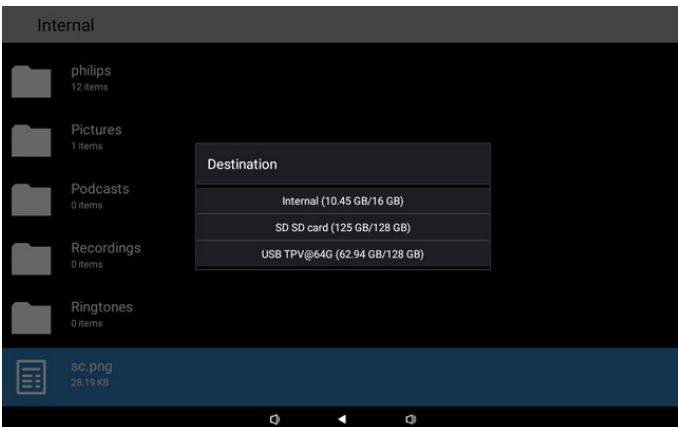 Internal
philips
12 items
Pictures
1 items
Podcasts
0 items
Recordings
0 items
Ringtones
0 items
sc.png
28.19 KB
Destination
Internal (10.45 GB/16 GB)
SD SD card (125 GB/128 GB)
USB TPV@64G (62.94 GB/128 GB)